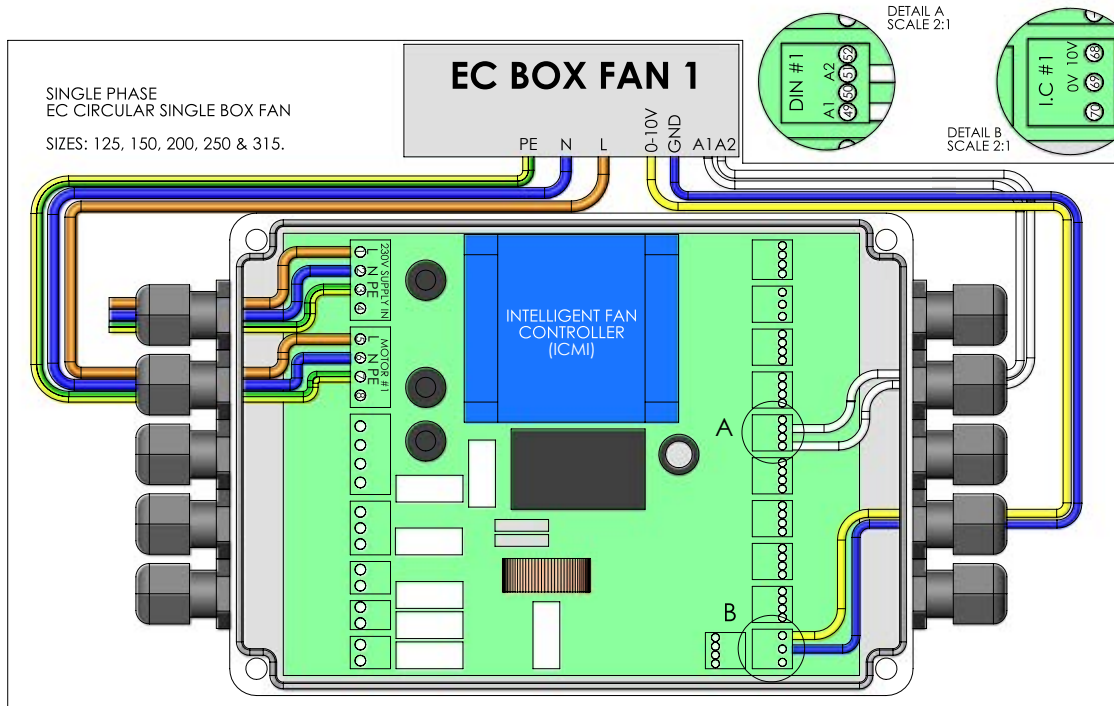 DETAIL A
SCALE 2:1
DIN #1
A1 A2
49 50 51 52
I.C #1
0V 10V
70 69 68
DETAIL B
SCALE 2:1
EC BOX FAN 1
PE N L 0-10V GND A1A2
SINGLE PHASE
EC CIRCULAR SINGLE BOX FAN
SIZES: 125, 150, 200, 250 & 315.
230V SUPPLY IN
L N PE
1 2 3 4
MOTOR #1
L N PE
5 6 7 8
INTELLIGENT FAN
CONTROLLER
(ICMI)
A
B